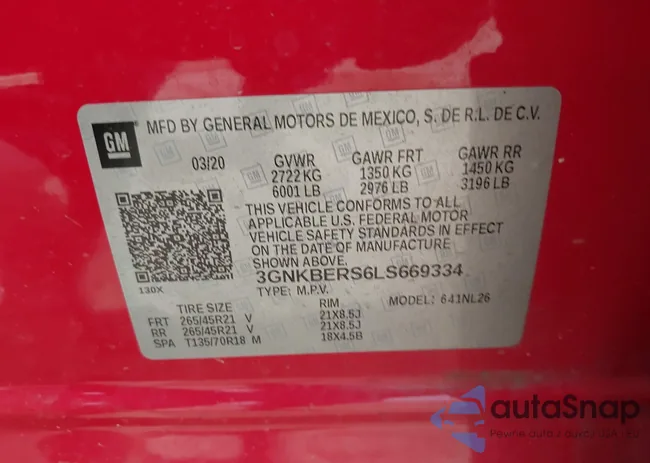 GM
MFD BY GENERAL MOTORS DE MEXICO, S. DE R.L. DE C.V.
03/20 GVWR GAWR FRT GAWR RR
2722 KG 1350 KG 1450 KG
6001 LB 2976 LB 3196 LB
THIS VEHICLE CONFORMS TO ALL
APPLICABLE U.S. FEDERAL MOTOR
VEHICLE SAFETY STANDARDS IN EFFECT
ON THE DATE OF MANUFACTURE
SHOWN ABOVE.
3GNKBERS6LS669334
130X TYPE: M.P.V. MODEL: 641NL26
TIRE SIZE RIM
FRT 265/45R21 V 21X8.5J
RR 265/45R21 V 21X8.5J
SPA T135/70R18 M 18X4.5B
autaSnap